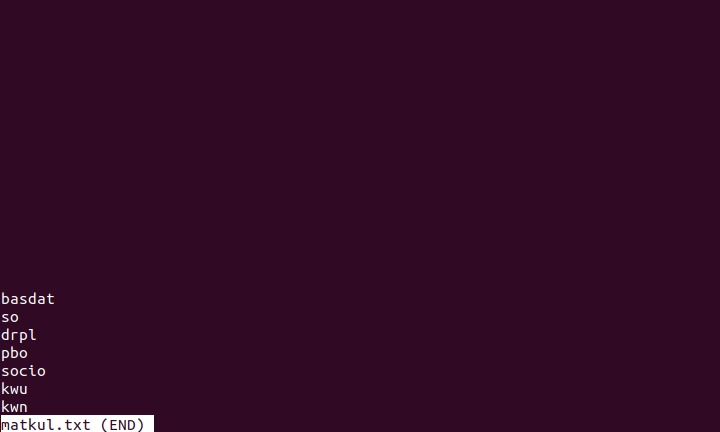 basdat
so
drpl
pbo
socio
kwu
kwn
matkul.txt (END)